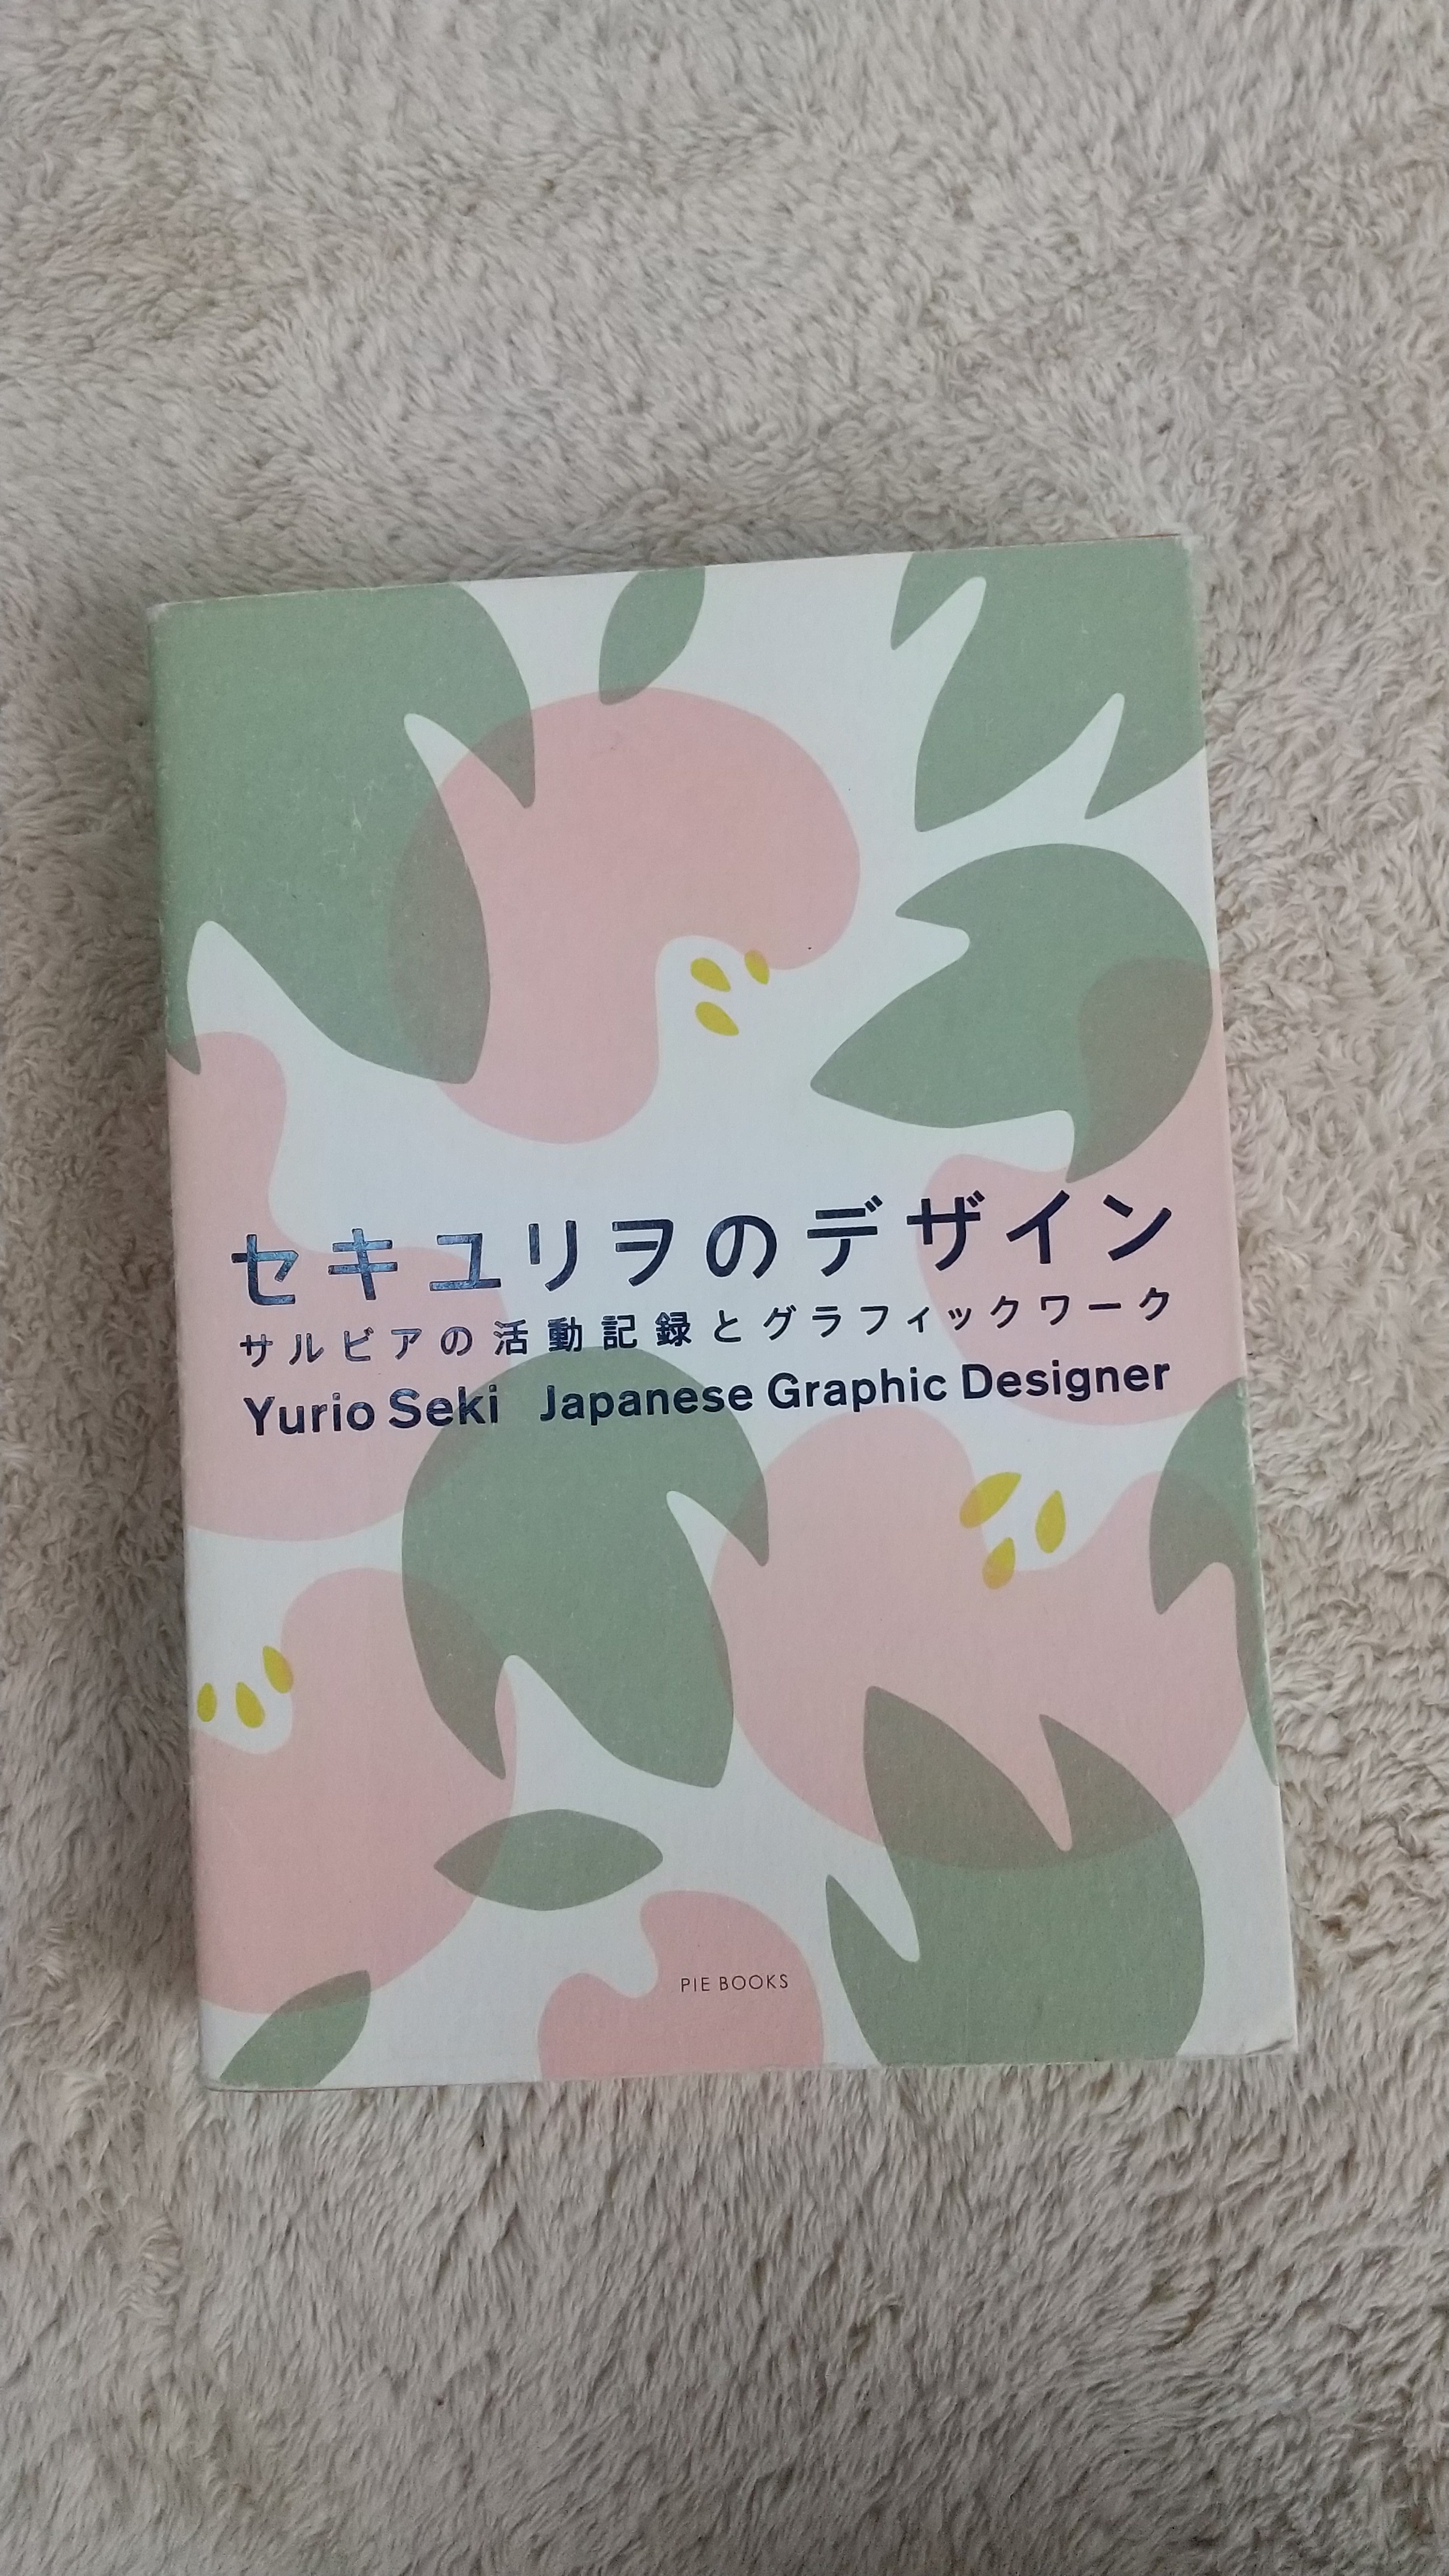 セキユリヲのデザイン
サルビアの活動記録とグラフィックワーク
Yurio Seki Japanese Graphic Designer
PIE BOOKS